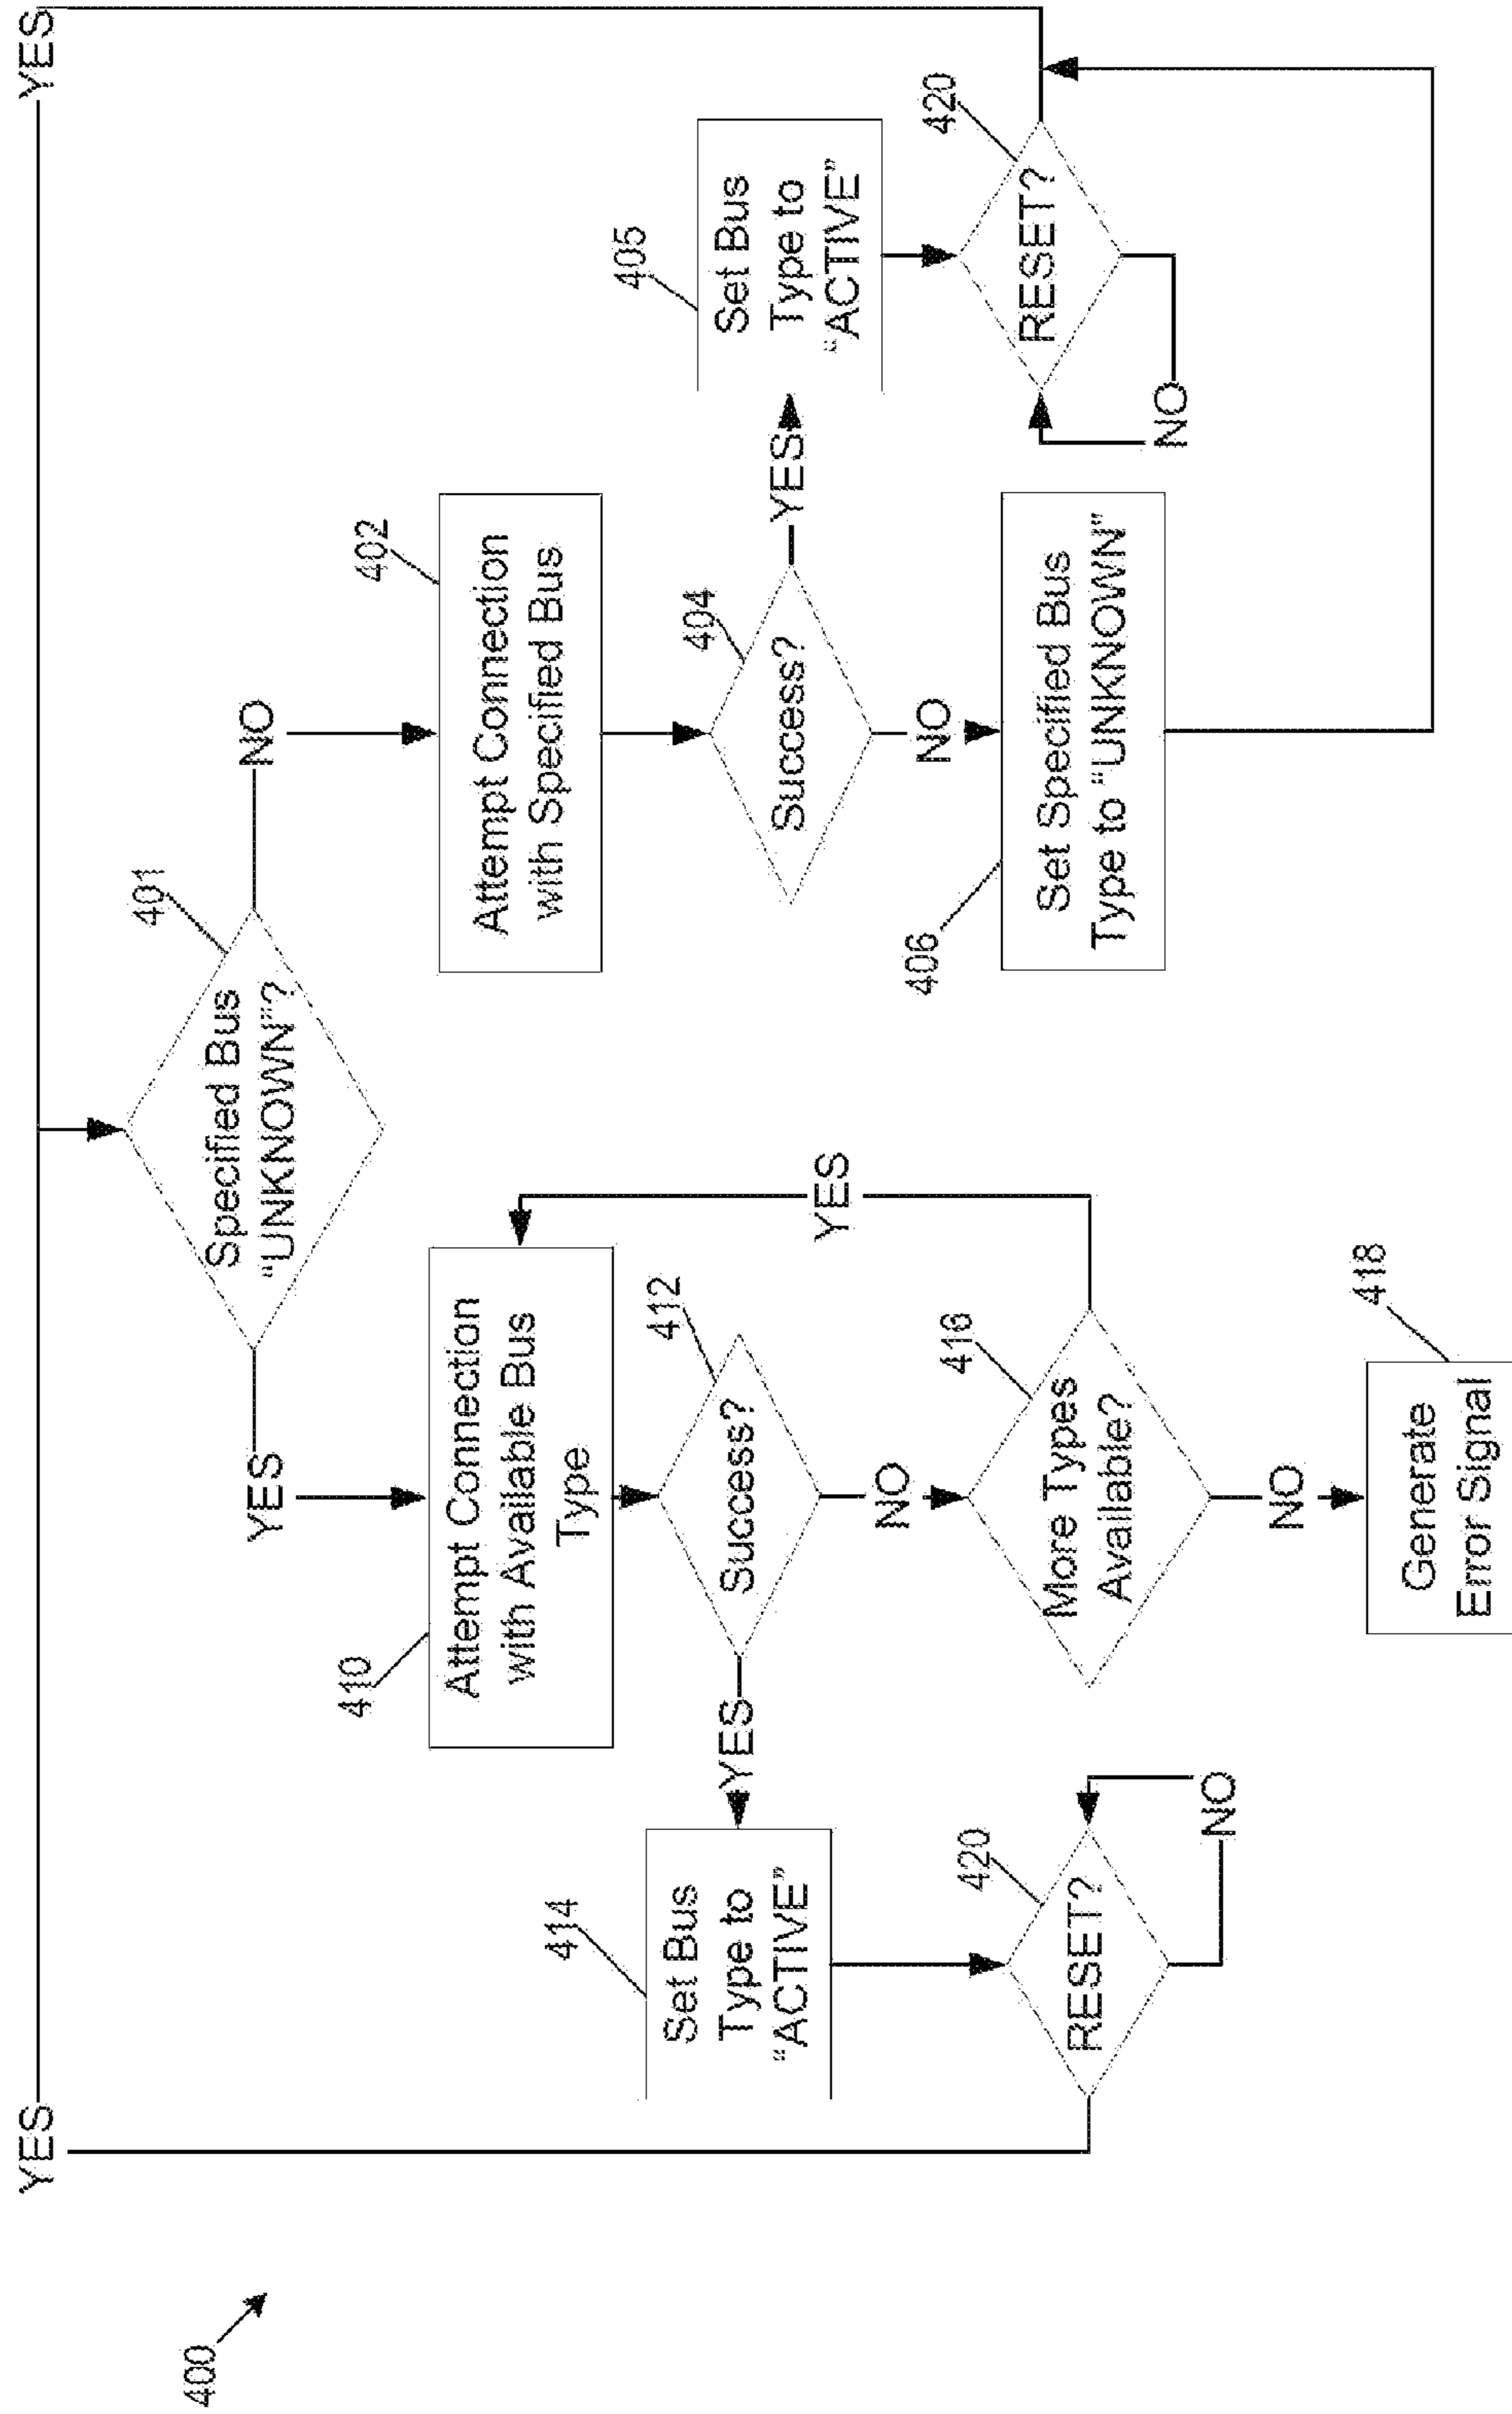 400
YES
YES
401
Specified Bus
"UNKNOWN"?
YES
NO
410
Attempt Connection
with Available Bus
Type
402
Attempt Connection
with Specified Bus
412
Success?
YES
NO
404
Success?
YES
NO
414
Set Bus
Type to
"ACTIVE"
405
Set Bus
Type to
"ACTIVE"
420
RESET?
NO
416
More Types
Available?
YES
NO
406
Set Specified Bus
Type to "UNKNOWN"
420
RESET?
NO
418
Generate
Error Signal